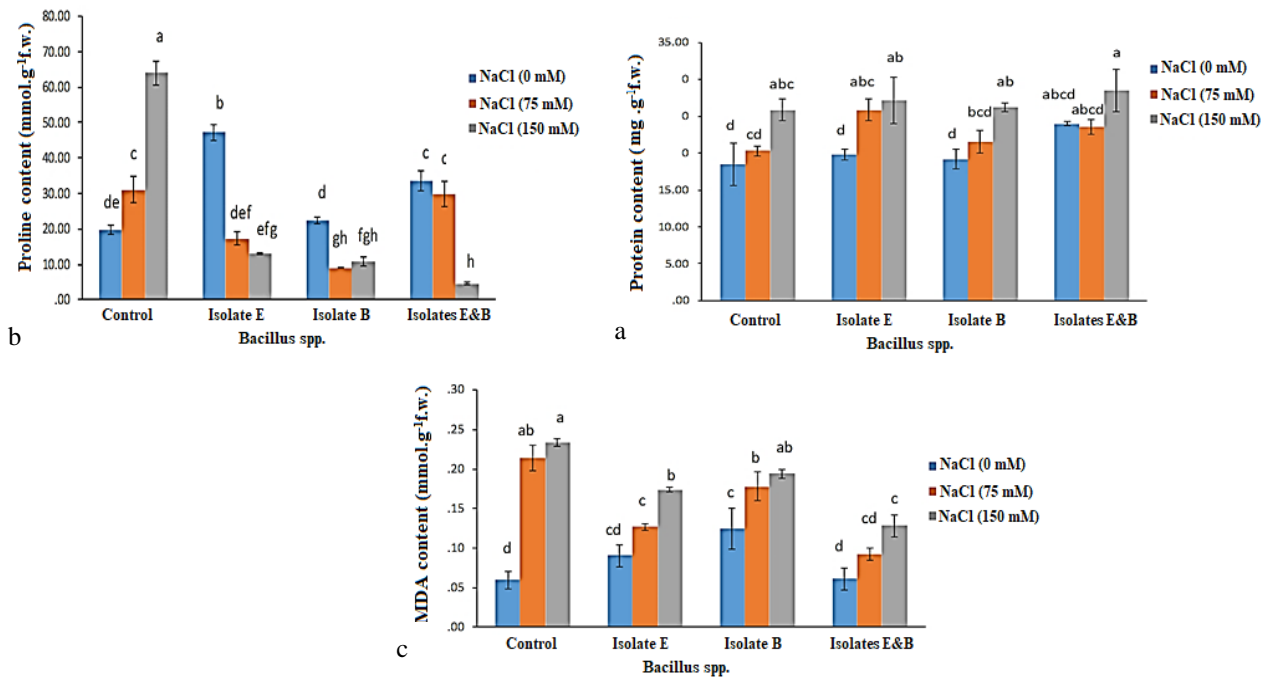 80.00
70.00
60.00
50.00
40.00
30.00
20.00
10.00
.00
Proline content (mmol.g-1f.w.)
a
b
c
c
c
de
d
def
efg
gh
fgh
h
NaCl (0 mM)
NaCl (75 mM)
NaCl (150 mM)
Control
Isolate E
Isolate B
Isolates E&B
Bacillus spp.
b
35.00
0
0
0
15.00
5.00
.00
Protein content (mg .g-1f.w.)
d
cd
abc
d
abc
ab
d
bcd
ab
abcd
abcd
a
NaCl (0 mM)
NaCl (75 mM)
NaCl (150 mM)
Control
Isolate E
Isolate B
Isolates E&B
Bacillus spp.
a
.30
.20
.15
.10
.05
.00
MDA content (mmol.g-1f.w.)
d
ab
a
cd
c
b
c
b
ab
d
cd
c
NaCl (0 mM)
NaCl (75 mM)
NaCl (150 mM)
Control
Isolate E
Isolate B
Isolates E&B
Bacillus spp.
c